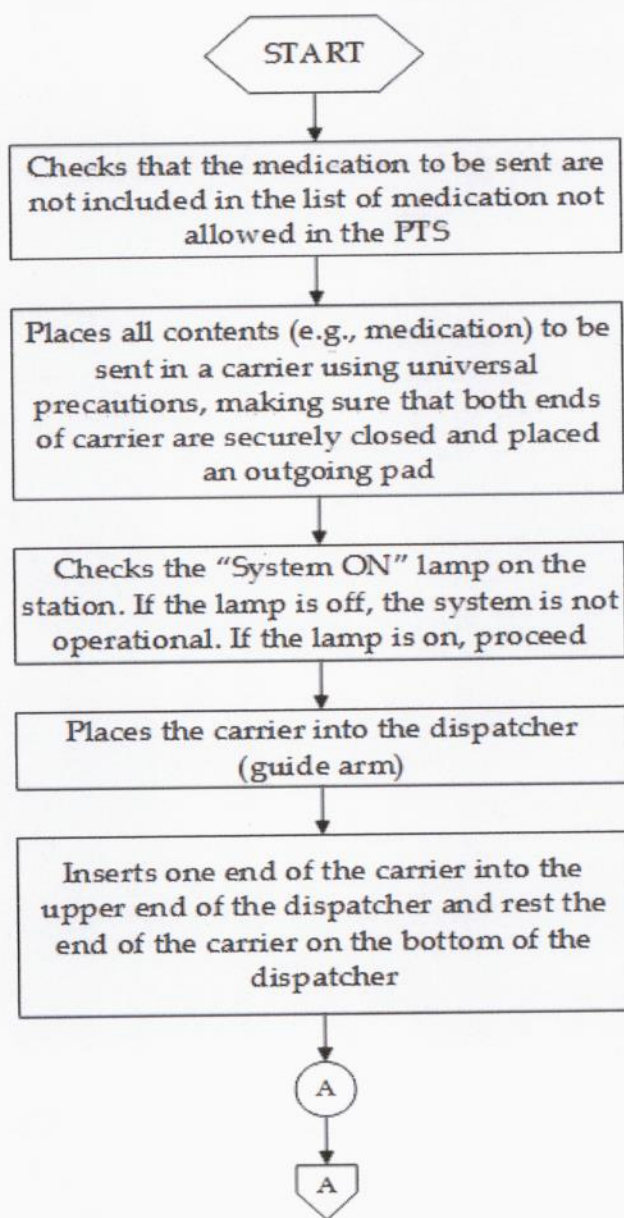 START
Checks that the medication to be sent are
not included in the list of medication not
allowed in the PTS
Places all contents (e.g., medication) to be
sent in a carrier using universal
precautions, making sure that both ends
of carrier are securely closed and placed
an outgoing pad
Checks the “System ON” lamp on the
station. If the lamp is off, the system is not
operational. If the lamp is on, proceed
Places the carrier into the dispatcher
(guide arm)
Inserts one end of the carrier into the
upper end of the dispatcher and rest the
end of the carrier on the bottom of the
dispatcher
A
A